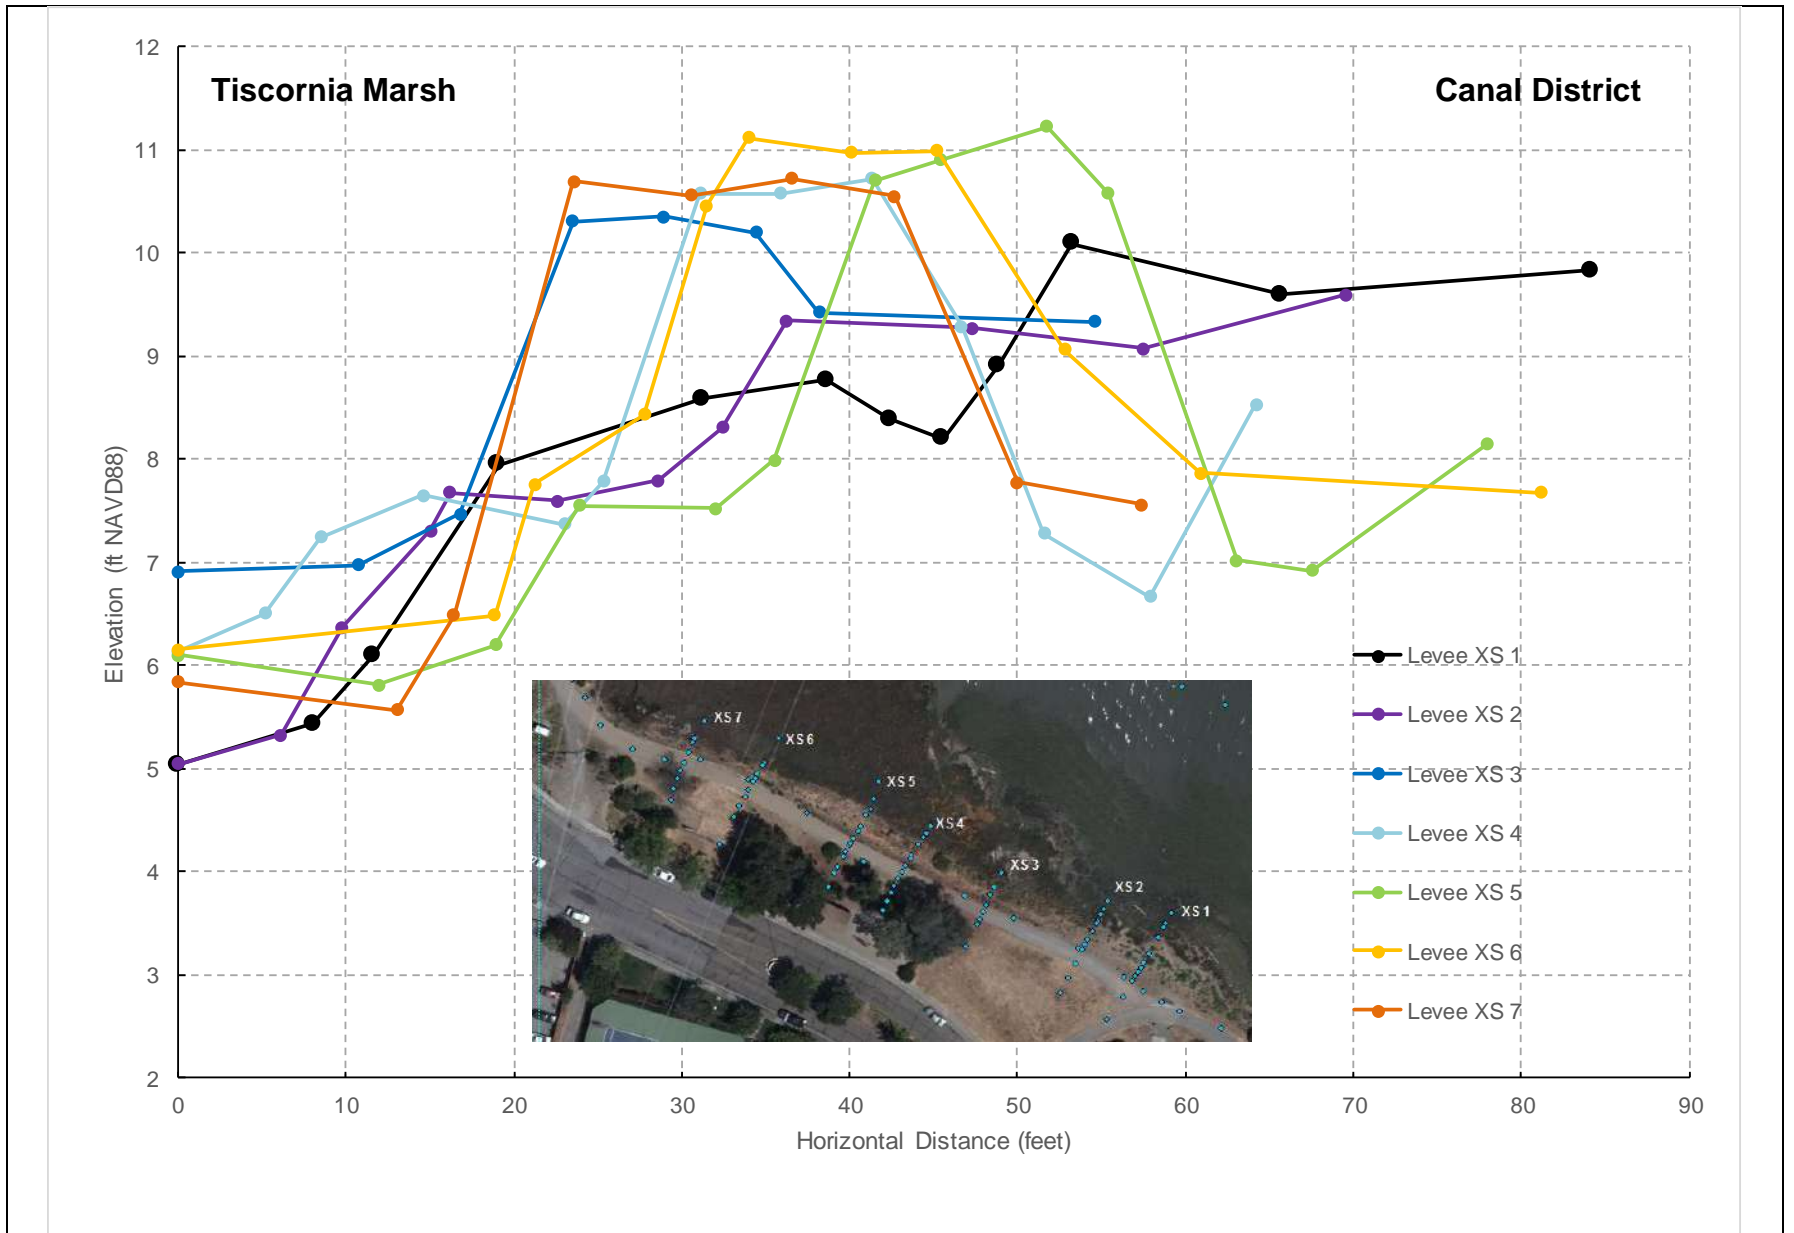 Tiscornia Marsh
Canal District
12
11
10
9
8
7
6
5
4
3
2
Elevation (ft NAVD88)
0
10
20
30
40
50
60
70
80
90
Horizontal Distance (feet)
Levee XS 1
Levee XS 2
Levee XS 3
Levee XS 4
Levee XS 5
Levee XS 6
Levee XS 7
XS7
XS6
XS5
XS4
XS3
XS2
XS1